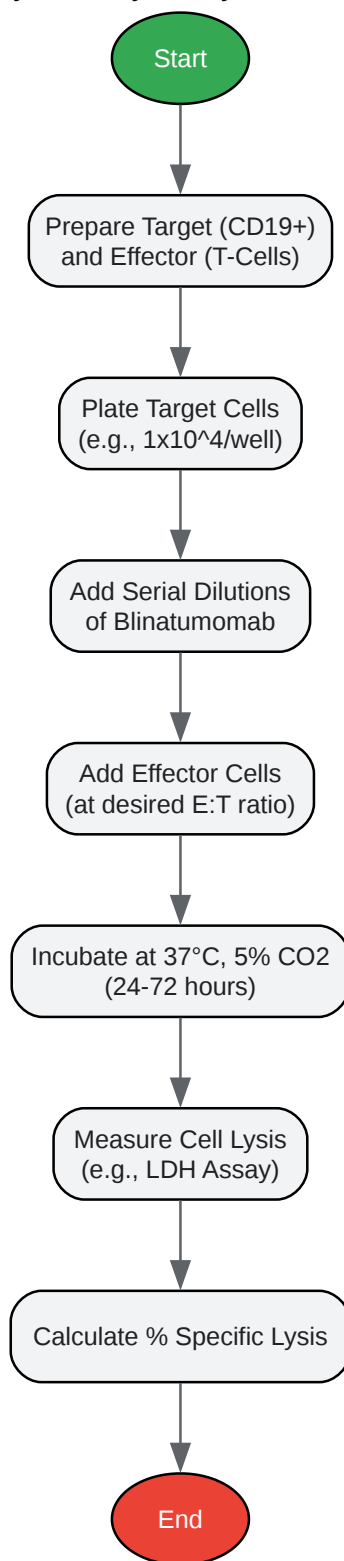 Start
Prepare Target (CD19+)
and Effector (T-Cells)
Plate Target Cells
(e.g., 1x10^4/well)
Add Serial Dilutions
of Blinatumomab
Add Effector Cells
(at desired E:T ratio)
Incubate at 37°C, 5% CO2
(24-72 hours)
Measure Cell Lysis
(e.g., LDH Assay)
Calculate % Specific Lysis
End